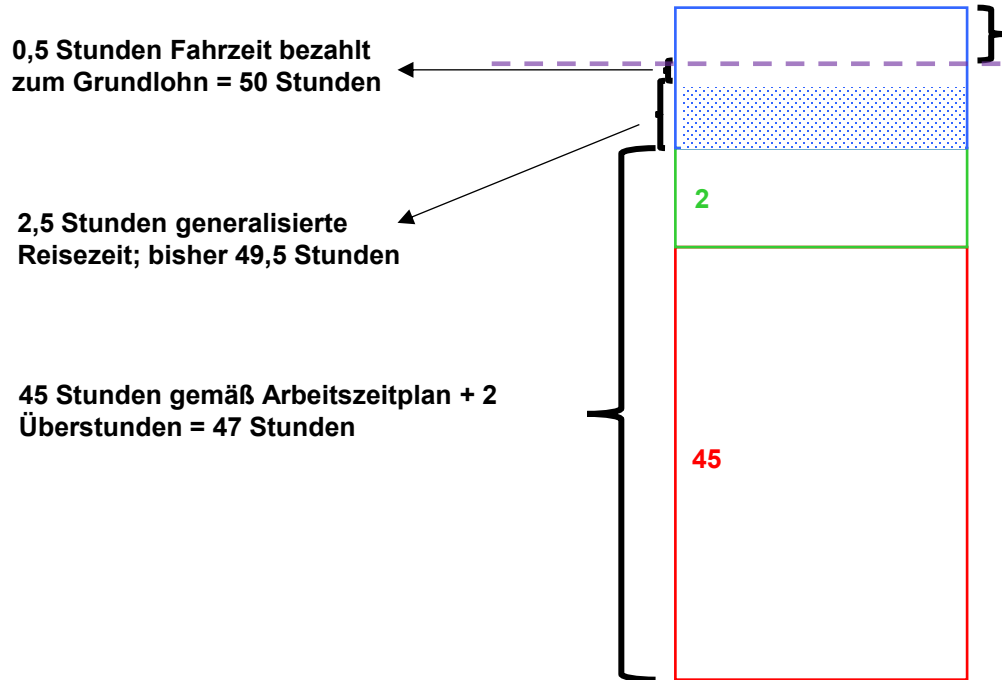 0,5 Stunden Fahrzeit bezahlt
zum Grundlohn = 50 Stunden
2,5 Stunden generalisierte
Reisezeit; bisher 49,5 Stunden
2
45 Stunden gemäß Arbeitszeitplan + 2
Überstunden = 47 Stunden
45